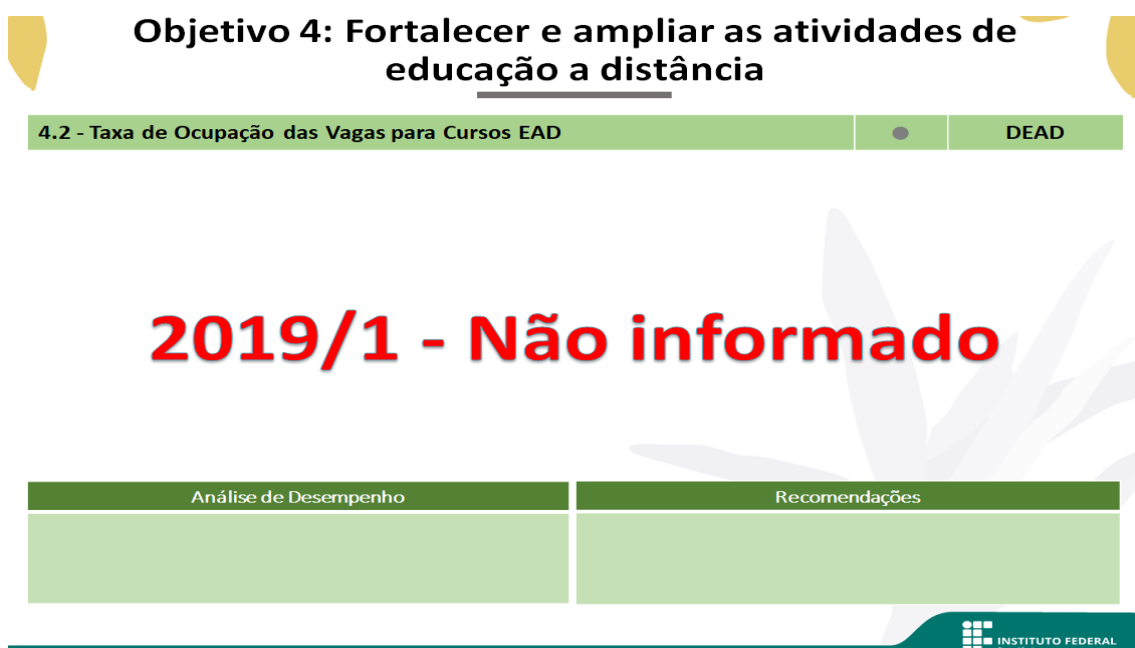 Objetivo 4: Fortalecer e ampliar as atividades de
educação a distância
4.2 - Taxa de Ocupação das Vagas para Cursos EAD DEAD
2019/1 - Não informado
Análise de Desempenho Recomendações
INSTITUTO FEDERAL